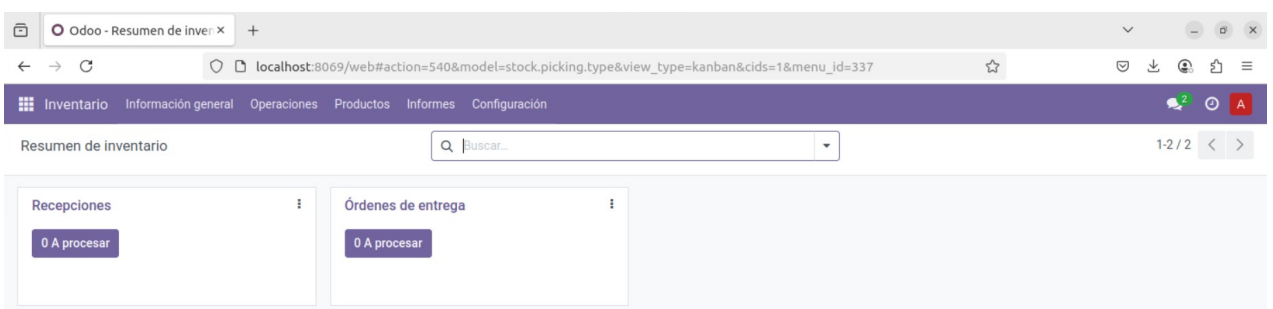 Odoo - Resumen de inven
localhost:8069/web#action=540&model=stock.picking.type&view_type=kanban&cids=1&menu_id=337
Inventario Información general Operaciones Productos Informes Configuración 2 A
Resumen de inventario Buscar... 1-2 / 2
Recepciones Órdenes de entrega
0 A procesar 0 A procesar